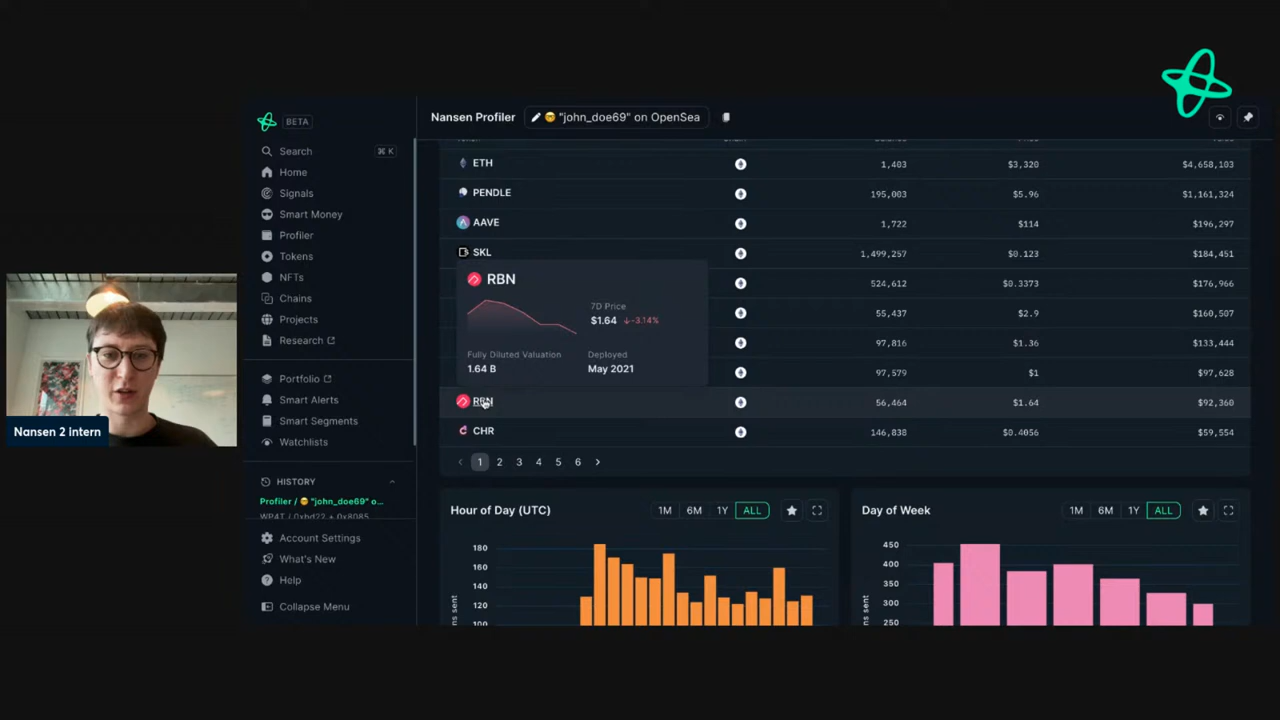 BETA
Search
⌘ K
Home
Signals
Smart Money
Profiler
Tokens
NFTs
Chains
Projects
Research
Portfolio
Smart Alerts
Smart Segments
Watchlists
HISTORY
Profiler / 🤓 "john_doe69" o...
Account Settings
What's New
Help
Collapse Menu
Nansen 2 intern
Nansen Profiler
🤓 "john_doe69" on OpenSea
ETH 1,403 $3,320 $4,658,103
PENDLE 195,003 $5.96 $1,161,324
AAVE 1,722 $114 $196,297
SKL 1,499,257 $0.123 $184,451
524,612 $0.3373 $176,966
55,437 $2.9 $160,507
97,816 $1.36 $133,444
97,579 $1 $97,628
RBN 56,464 $1.64 $92,360
CHR 146,838 $0.4056 $59,554
RBN
7D Price
$1.64 ↓-3.14%
Fully Diluted Valuation
1.64 B
Deployed
May 2021
‹ 1 2 3 4 5 6 ›
Hour of Day (UTC)
1M 6M 1Y ALL
180
160
140
120
100
ns sent
Day of Week
1M 6M 1Y ALL
450
400
350
300
250
ns sent